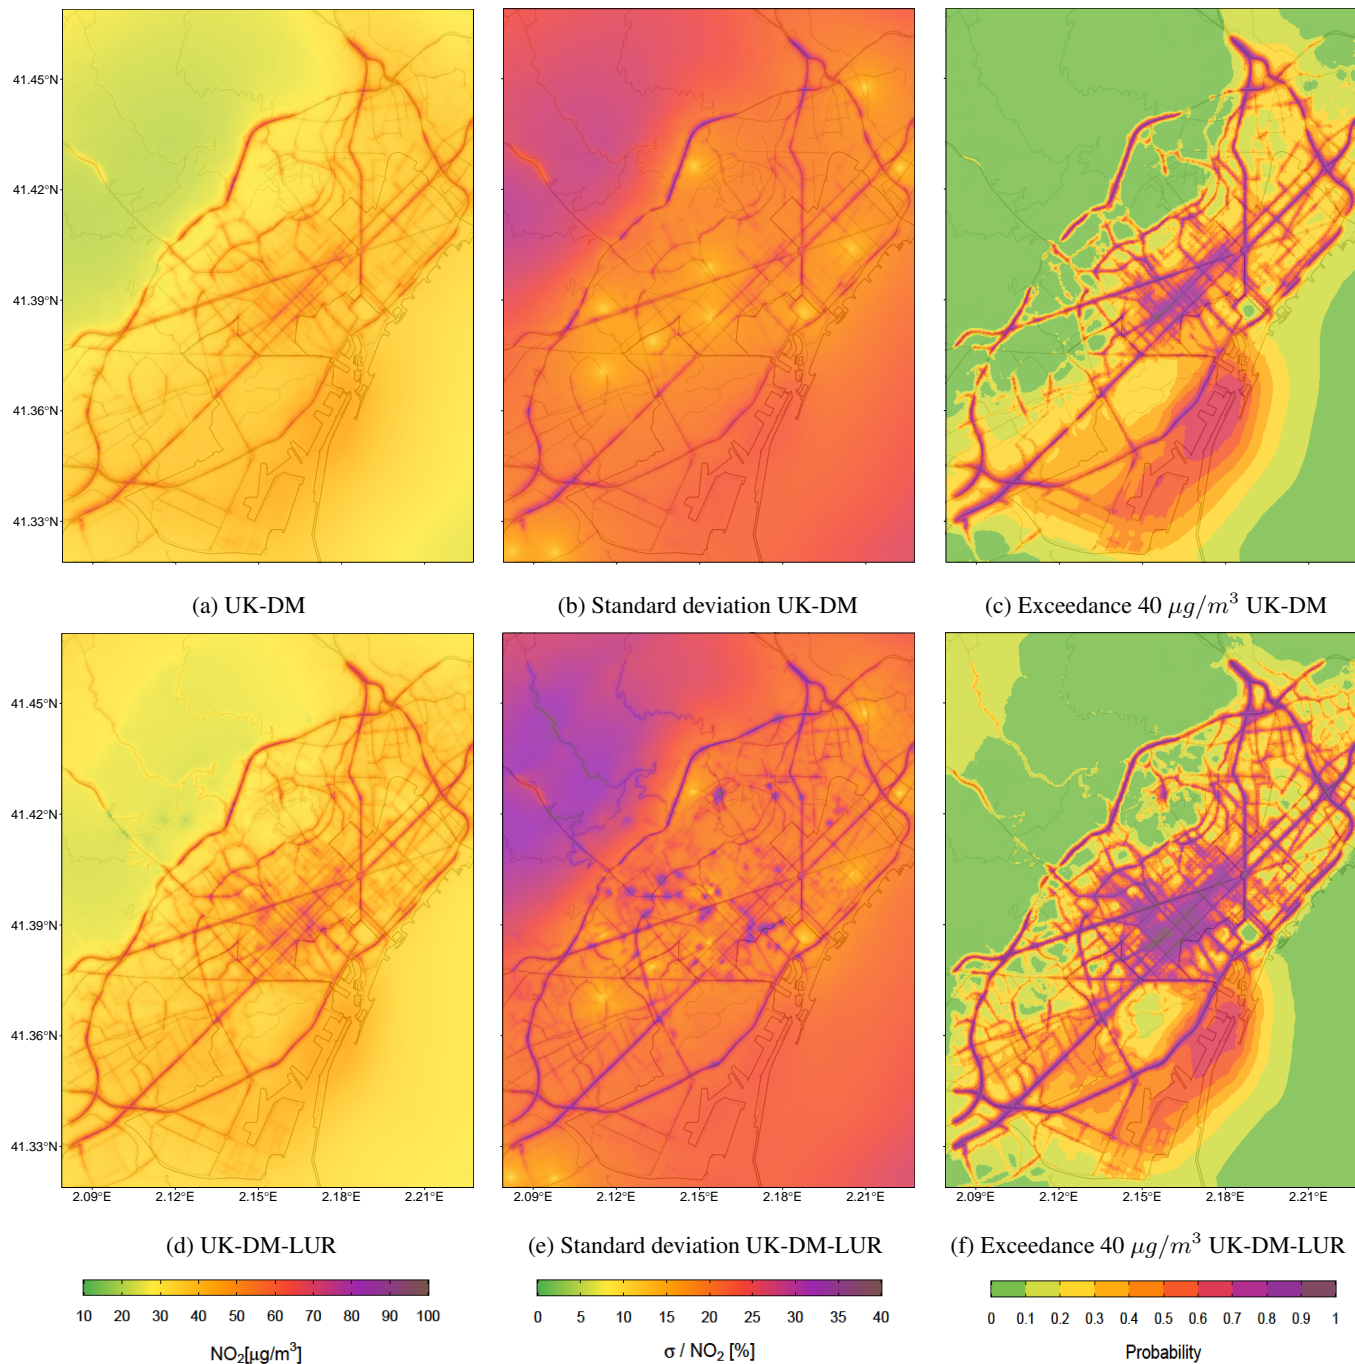 41.45°N
41.42°N
41.39°N
41.36°N
41.33°N
(a) UK-DM
(b) Standard deviation UK-DM
(c) Exceedance 40 µg/m³ UK-DM
41.45°N
41.42°N
41.39°N
41.36°N
41.33°N
2.09°E 2.12°E 2.15°E 2.18°E 2.21°E
2.09°E 2.12°E 2.15°E 2.18°E 2.21°E
2.09°E 2.12°E 2.15°E 2.18°E 2.21°E
(d) UK-DM-LUR
(e) Standard deviation UK-DM-LUR
(f) Exceedance 40 µg/m³ UK-DM-LUR
10 20 30 40 50 60 70 80 90 100
NO₂[µg/m³]
0 5 10 15 20 25 30 35 40
σ / NO₂ [%]
0 0.1 0.2 0.3 0.4 0.5 0.6 0.7 0.8 0.9 1
Probability